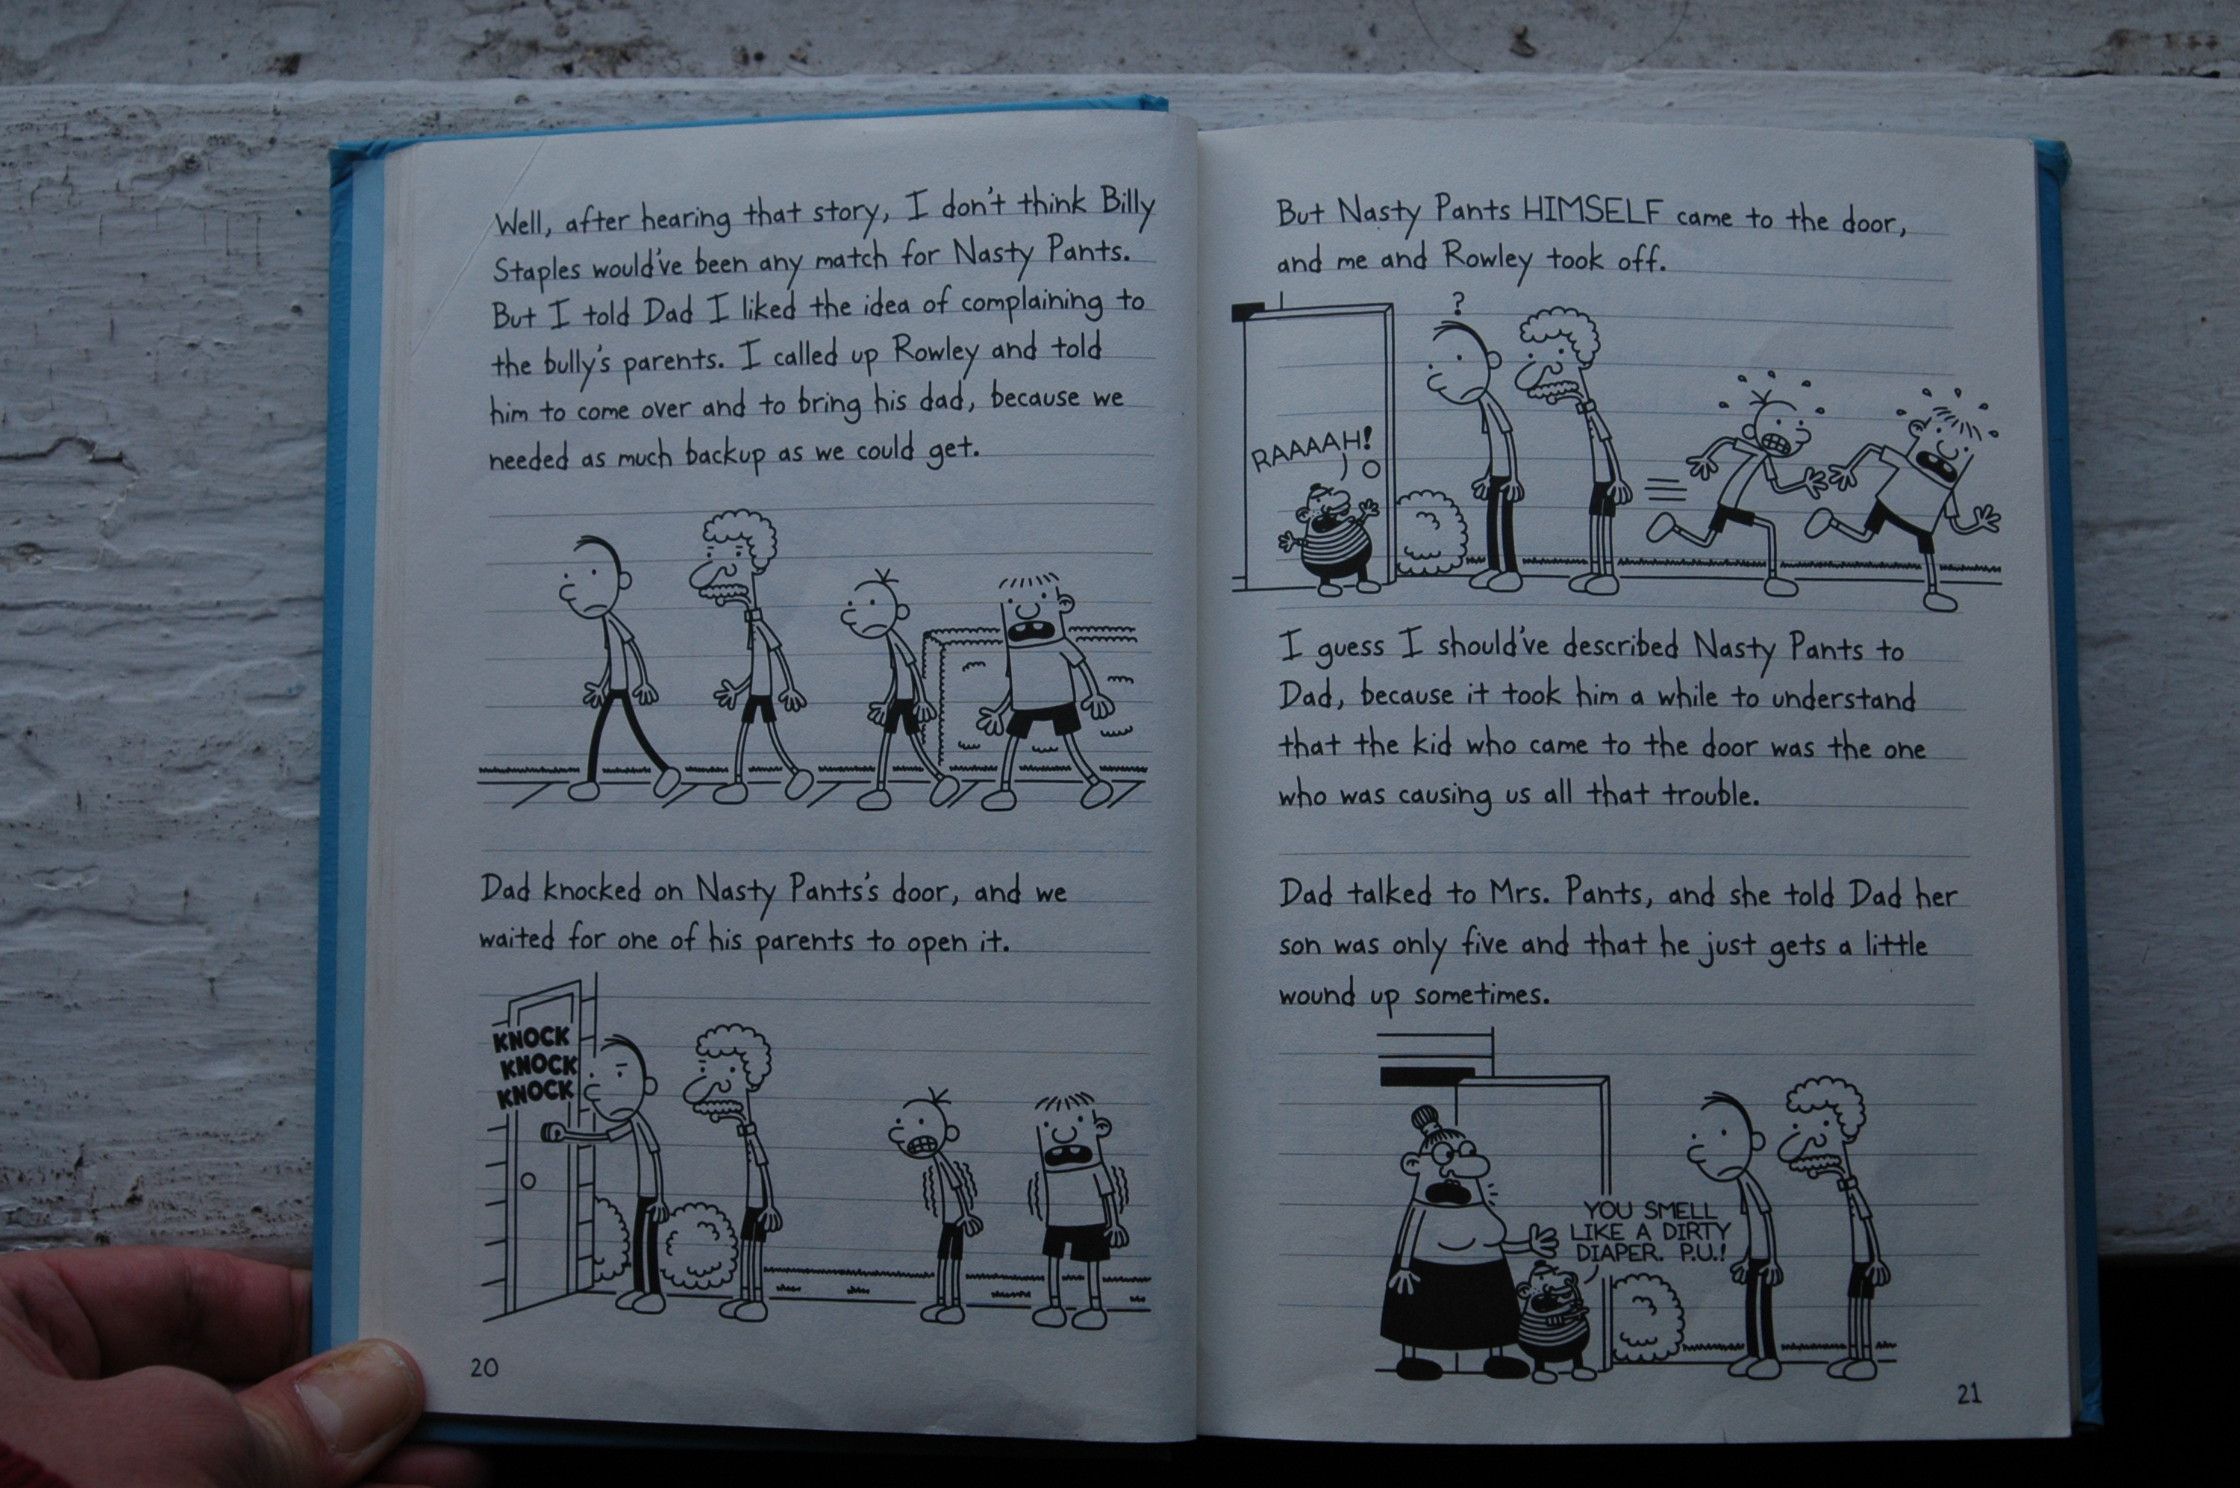 Well, after hearing that story, I don't think Billy
Staples would've been any match for Nasty Pants.
But I told Dad I liked the idea of complaining to
the bully's parents. I called up Rowley and told
him to come over and to bring his dad, because we
needed as much backup as we could get.
Dad knocked on Nasty Pants's door, and we
waited for one of his parents to open it.
KNOCK
KNOCK
KNOCK
20
But Nasty Pants HIMSELF came to the door,
and me and Rowley took off.
?
RAAAAH!
I guess I should've described Nasty Pants to
Dad, because it took him a while to understand
that the kid who came to the door was the one
who was causing us all that trouble.
Dad talked to Mrs. Pants, and she told Dad her
son was only five and that he just gets a little
wound up sometimes.
YOU SMELL
LIKE A DIRTY
DIAPER. P.U.!
21